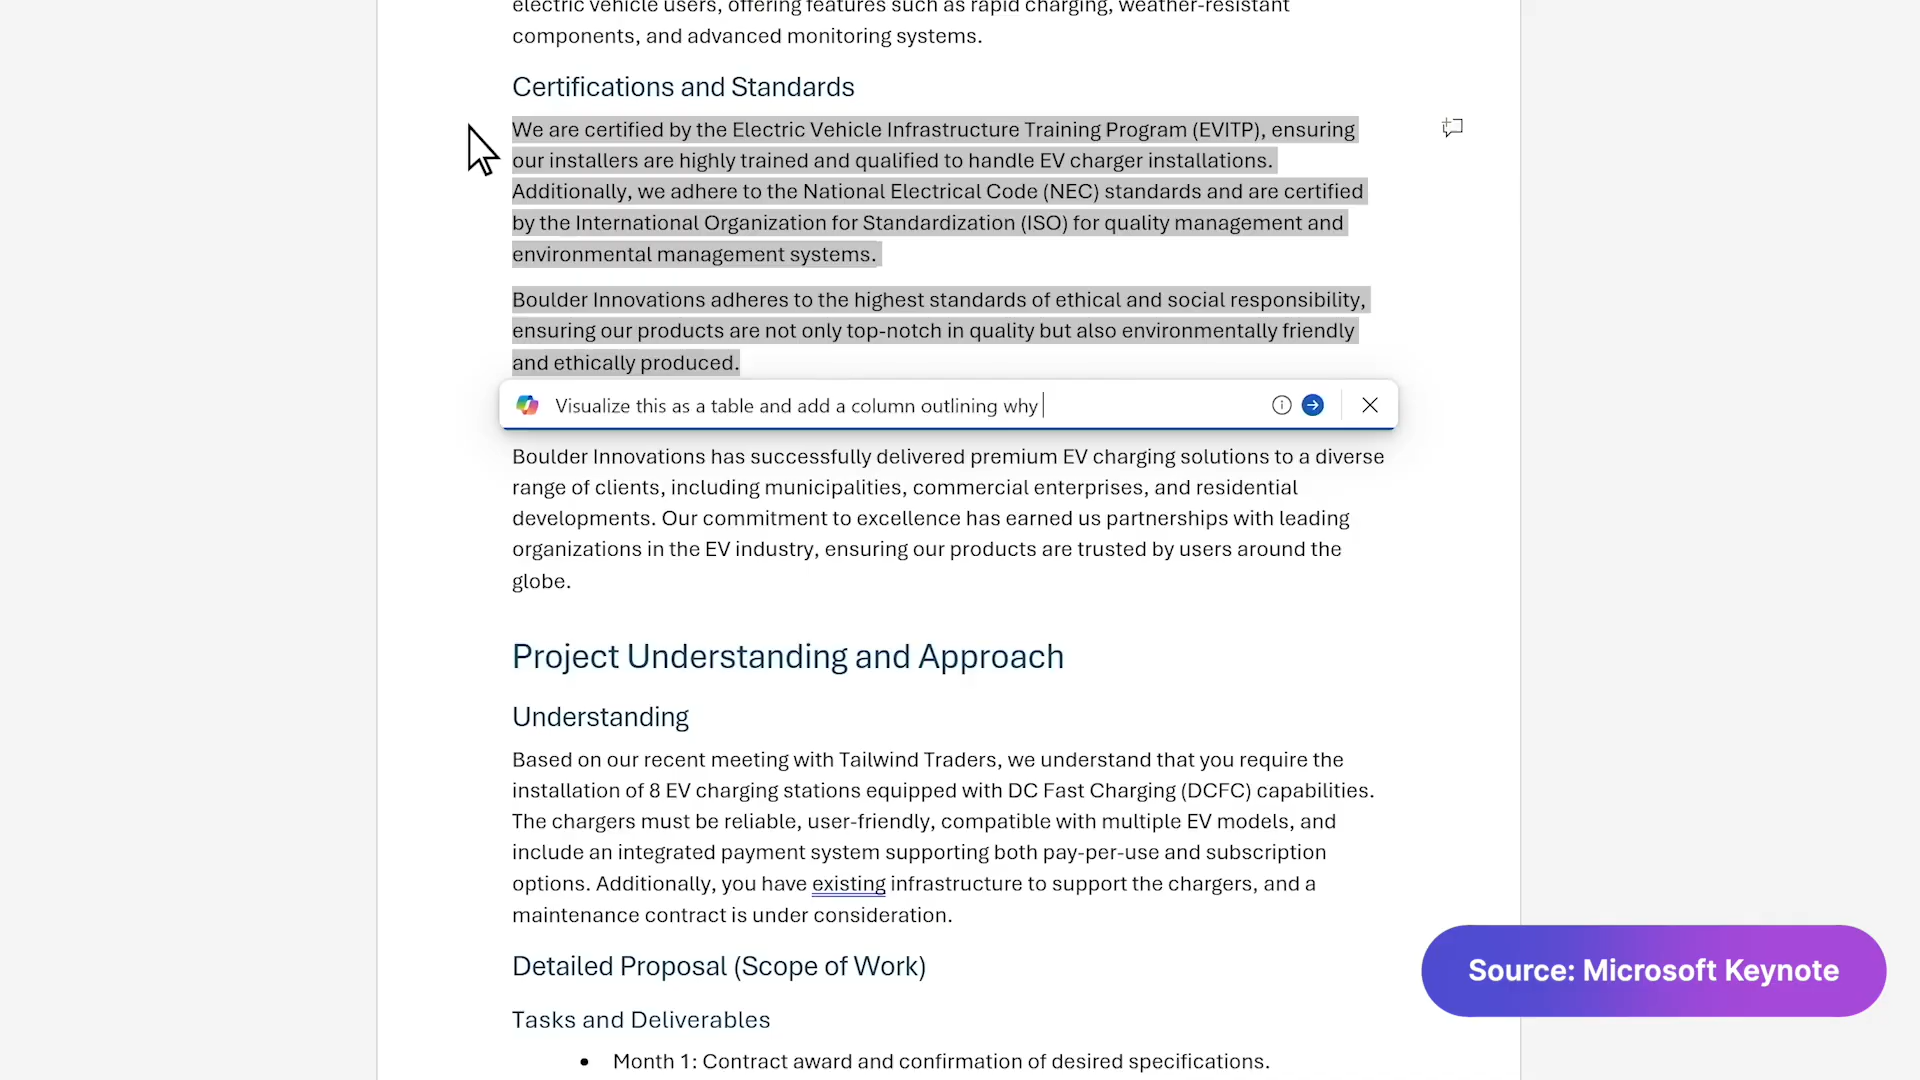 electric vehicle users, offering features such as rapid charging, weather-resistant
components, and advanced monitoring systems.
Certifications and Standards
We are certified by the Electric Vehicle Infrastructure Training Program (EVITP), ensuring
our installers are highly trained and qualified to handle EV charger installations.
Additionally, we adhere to the National Electrical Code (NEC) standards and are certified
by the International Organization for Standardization (ISO) for quality management and
environmental management systems.
Boulder Innovations adheres to the highest standards of ethical and social responsibility,
ensuring our products are not only top-notch in quality but also environmentally friendly
and ethically produced.
Visualize this as a table and add a column outlining why
Boulder Innovations has successfully delivered premium EV charging solutions to a diverse
range of clients, including municipalities, commercial enterprises, and residential
developments. Our commitment to excellence has earned us partnerships with leading
organizations in the EV industry, ensuring our products are trusted by users around the
globe.
Project Understanding and Approach
Understanding
Based on our recent meeting with Tailwind Traders, we understand that you require the
installation of 8 EV charging stations equipped with DC Fast Charging (DCFC) capabilities.
The chargers must be reliable, user-friendly, compatible with multiple EV models, and
include an integrated payment system supporting both pay-per-use and subscription
options. Additionally, you have existing infrastructure to support the chargers, and a
maintenance contract is under consideration.
Detailed Proposal (Scope of Work)
Tasks and Deliverables
• Month 1: Contract award and confirmation of desired specifications.
Source: Microsoft Keynote